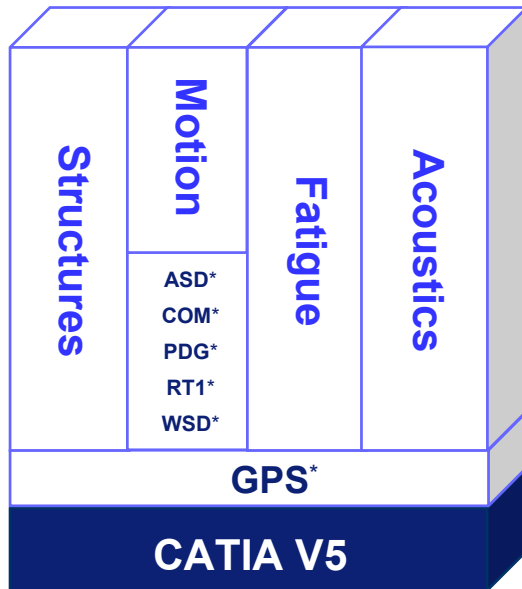 Structures
Motion
ASD*
COM*
PDG*
RT1*
WSD*
Fatigue
Acoustics
GPS*
CATIA V5